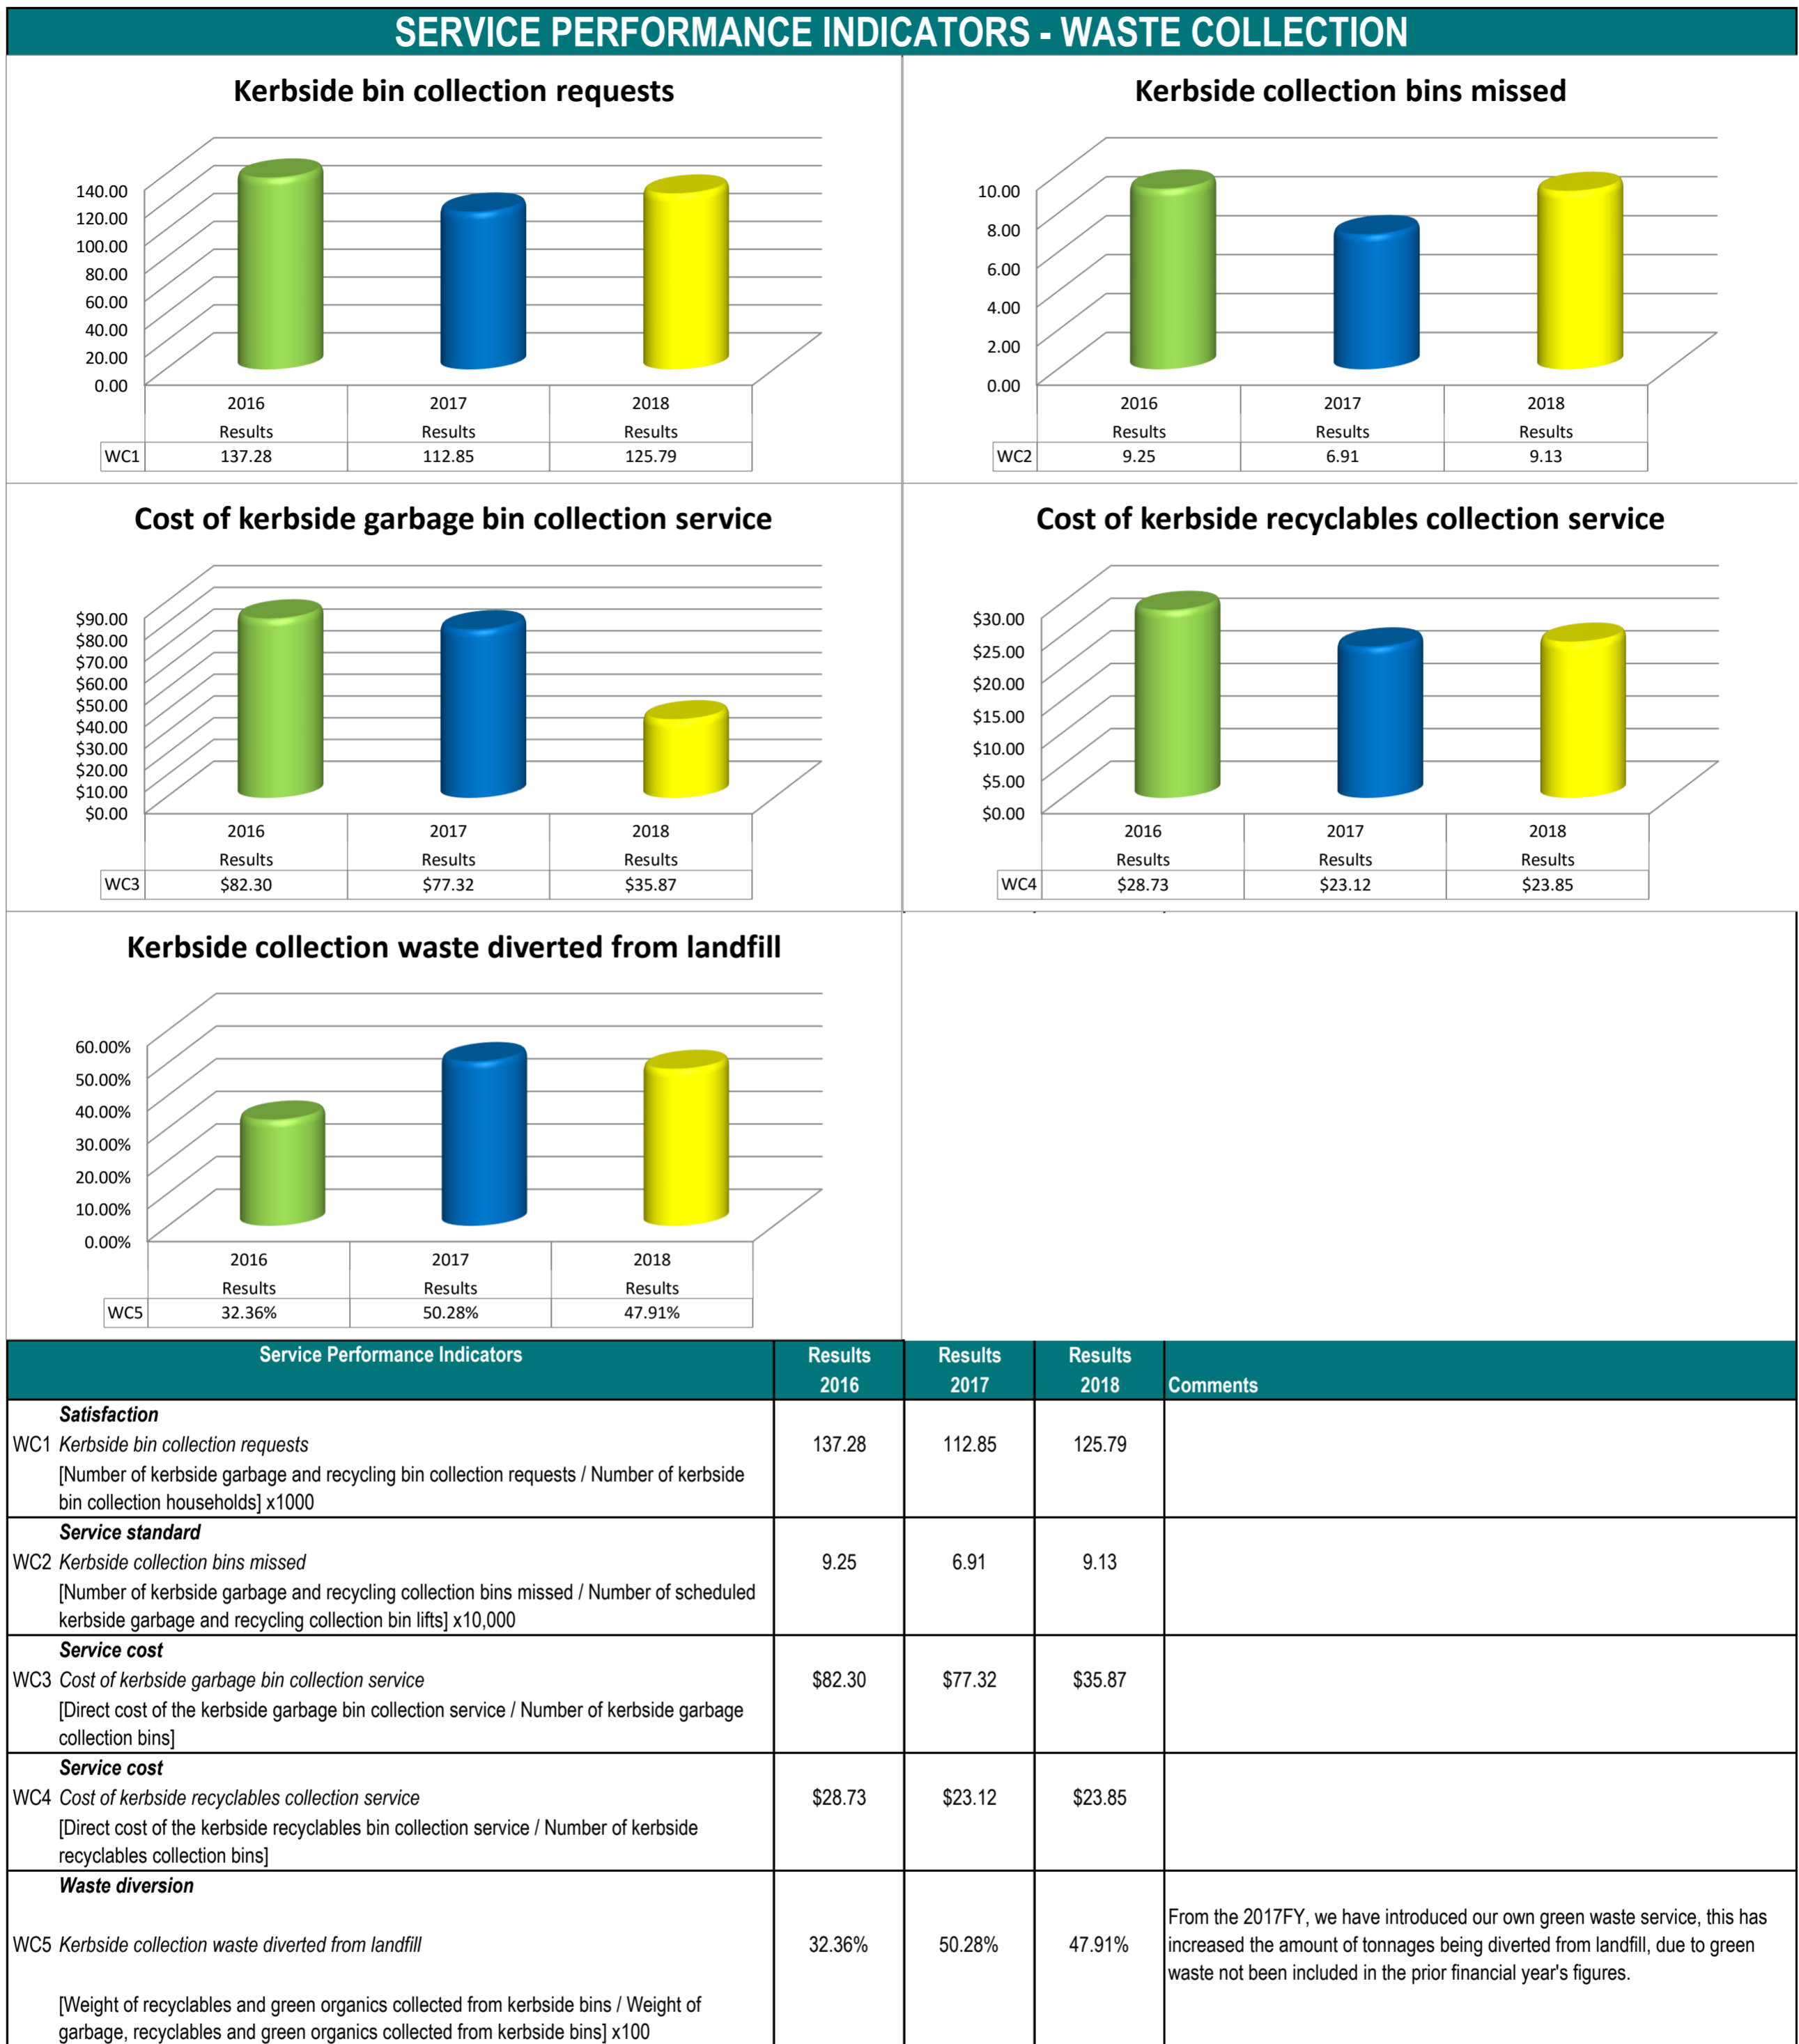 SERVICE PERFORMANCE INDICATORS - WASTE COLLECTION
Kerbside bin collection requests
140.00
120.00
100.00
80.00
60.00
40.00
20.00
0.00
2016 2017 2018
Results Results Results
WC1 137.28 112.85 125.79
Kerbside collection bins missed
10.00
8.00
6.00
4.00
2.00
0.00
2016 2017 2018
Results Results Results
WC2 9.25 6.91 9.13
Cost of kerbside garbage bin collection service
$90.00
$80.00
$70.00
$60.00
$50.00
$40.00
$30.00
$20.00
$10.00
$0.00
2016 2017 2018
Results Results Results
WC3 $82.30 $77.32 $35.87
Cost of kerbside recyclables collection service
$30.00
$25.00
$20.00
$15.00
$10.00
$5.00
$0.00
2016 2017 2018
Results Results Results
WC4 $28.73 $23.12 $23.85
Kerbside collection waste diverted from landfill
60.00%
50.00%
40.00%
30.00%
20.00%
10.00%
0.00%
2016 2017 2018
Results Results Results
WC5 32.36% 50.28% 47.91%
Service Performance Indicators Results Results Results
2016 2017 2018 Comments
Satisfaction
WC1 Kerbside bin collection requests 137.28 112.85 125.79
[Number of kerbside garbage and recycling bin collection requests / Number of kerbside
bin collection households] x1000
Service standard
WC2 Kerbside collection bins missed 9.25 6.91 9.13
[Number of kerbside garbage and recycling collection bins missed / Number of scheduled
kerbside garbage and recycling collection bin lifts] x10,000
Service cost
WC3 Cost of kerbside garbage bin collection service $82.30 $77.32 $35.87
[Direct cost of the kerbside garbage bin collection service / Number of kerbside garbage
collection bins]
Service cost
WC4 Cost of kerbside recyclables collection service $28.73 $23.12 $23.85
[Direct cost of the kerbside recyclables bin collection service / Number of kerbside
recyclables collection bins]
Waste diversion
WC5 Kerbside collection waste diverted from landfill 32.36% 50.28% 47.91%
From the 2017FY, we have introduced our own green waste service, this has
increased the amount of tonnages being diverted from landfill, due to green
waste not been included in the prior financial year's figures.
[Weight of recyclables and green organics collected from kerbside bins / Weight of
garbage, recyclables and green organics collected from kerbside bins] x100